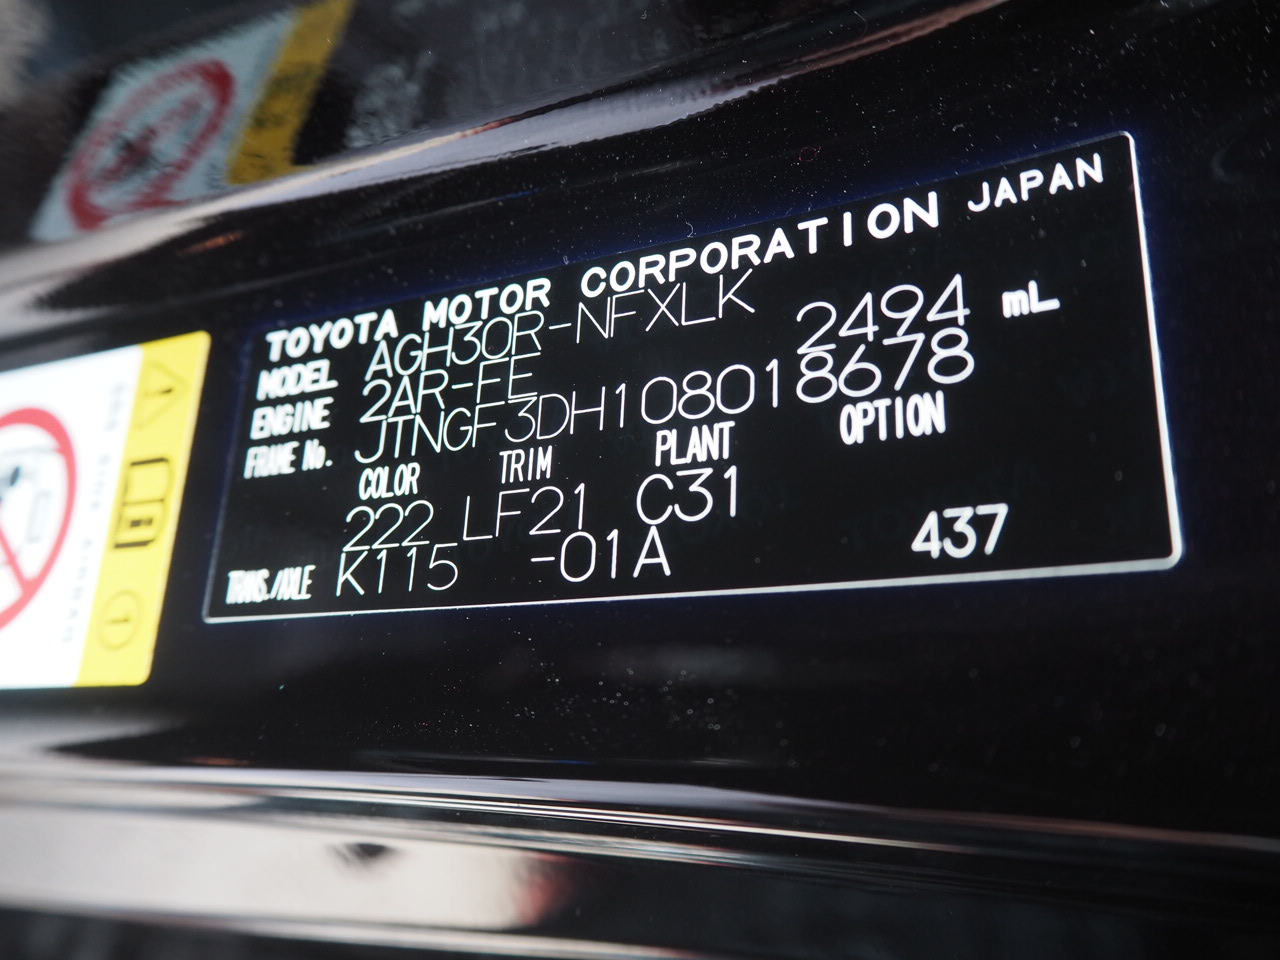 TOYOTA MOTOR CORPORATION JAPAN
MODEL AGH30R-NFXLK
ENGINE 2AR-FE 2494 mL
FRAME No. JTNGF3DH108018678
COLOR TRIM PLANT OPTION
222 LF21 C31
TRANS./AXLE K115 -01A 437